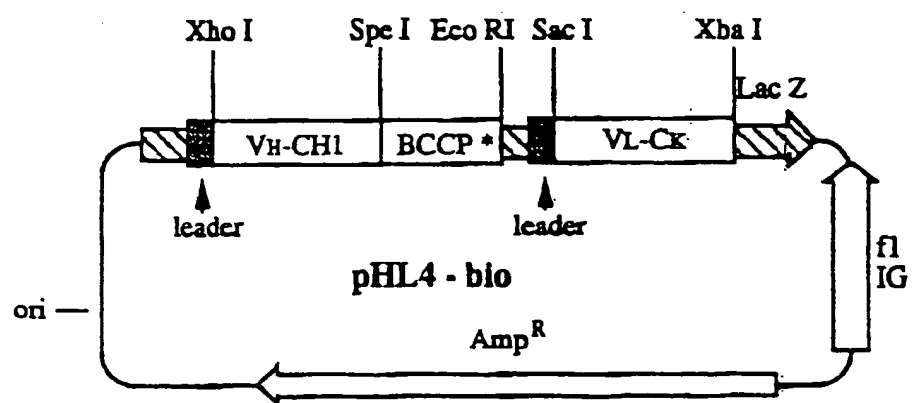 Xho I
Spe I
Eco RI
Sac I
Xba I
Lac Z
VH-CH1
BCCP *
VL-CK
leader
leader
pHL4 - bio
f1
IG
ori
Amp^R